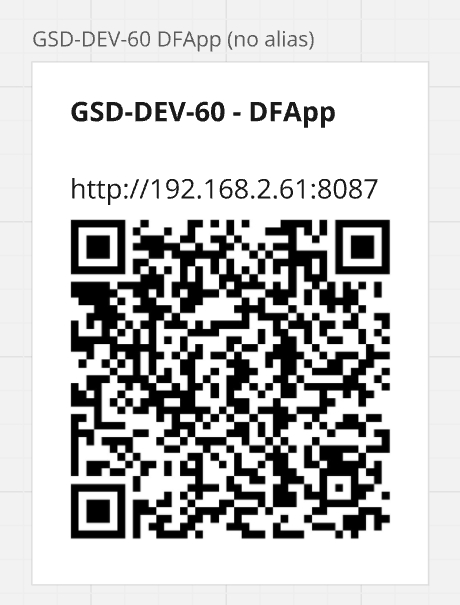 GSD-DEV-60 DFApp (no alias)
GSD-DEV-60 - DFApp
http://192.168.2.61:8087